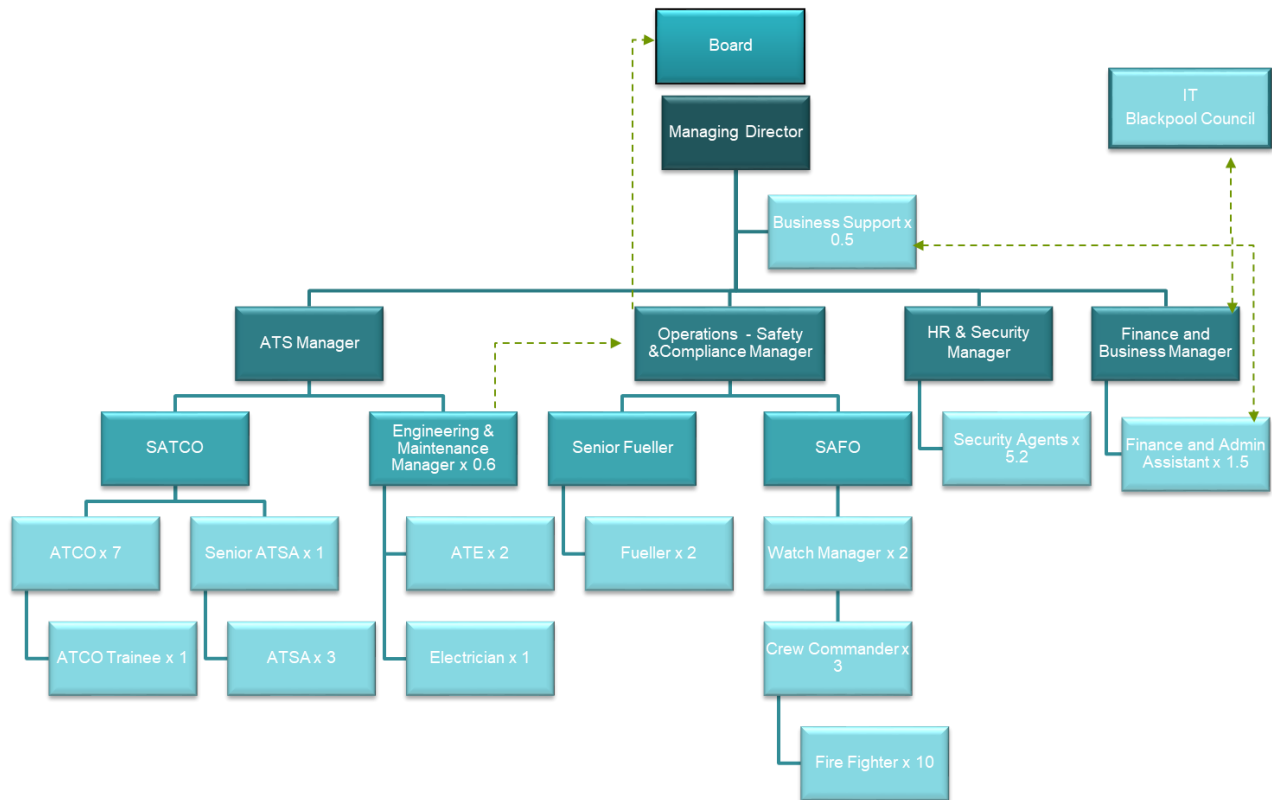 Board
IT
Blackpool Council
Managing Director
Business Support x
0.5
ATS Manager
Operations - Safety
&Compliance Manager
HR & Security
Manager
Finance and
Business Manager
SATCO
Engineering &
Maintenance
Manager x 0.6
Senior Fueller
SAFO
Security Agents x
5.2
Finance and Admin
Assistant x 1.5
ATCO x 7
Senior ATSA x 1
ATE x 2
Fueller x 2
Watch Manager x 2
ATCO Trainee x 1
ATSA x 3
Electrician x 1
Crew Commander x
3
Fire Fighter x 10